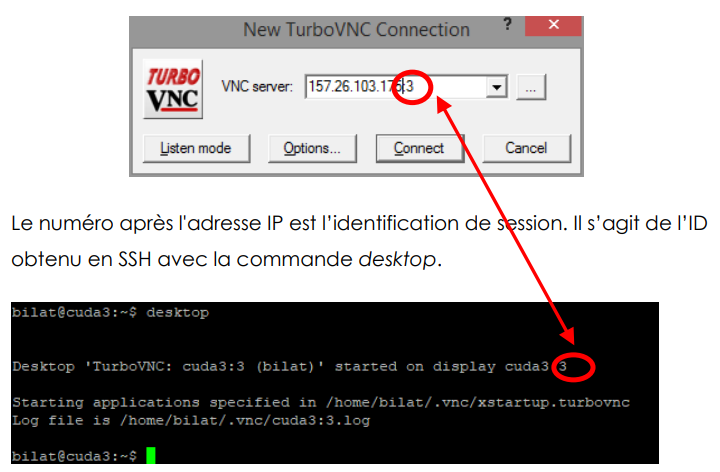 New TurboVNC Connection ? ×
TURBO
VNC
VNC server: 157.26.103.175:3 ...
Listen mode Options... Connect Cancel
Le numéro après l'adresse IP est l’identification de session. Il s’agit de l’ID
obtenu en SSH avec la commande desktop.
bilat@cuda3:~$ desktop
Desktop 'TurboVNC: cuda3:3 (bilat)' started on display cuda3:3
Starting applications specified in /home/bilat/.vnc/xstartup.turbovnc
Log file is /home/bilat/.vnc/cuda3:3.log
bilat@cuda3:~$